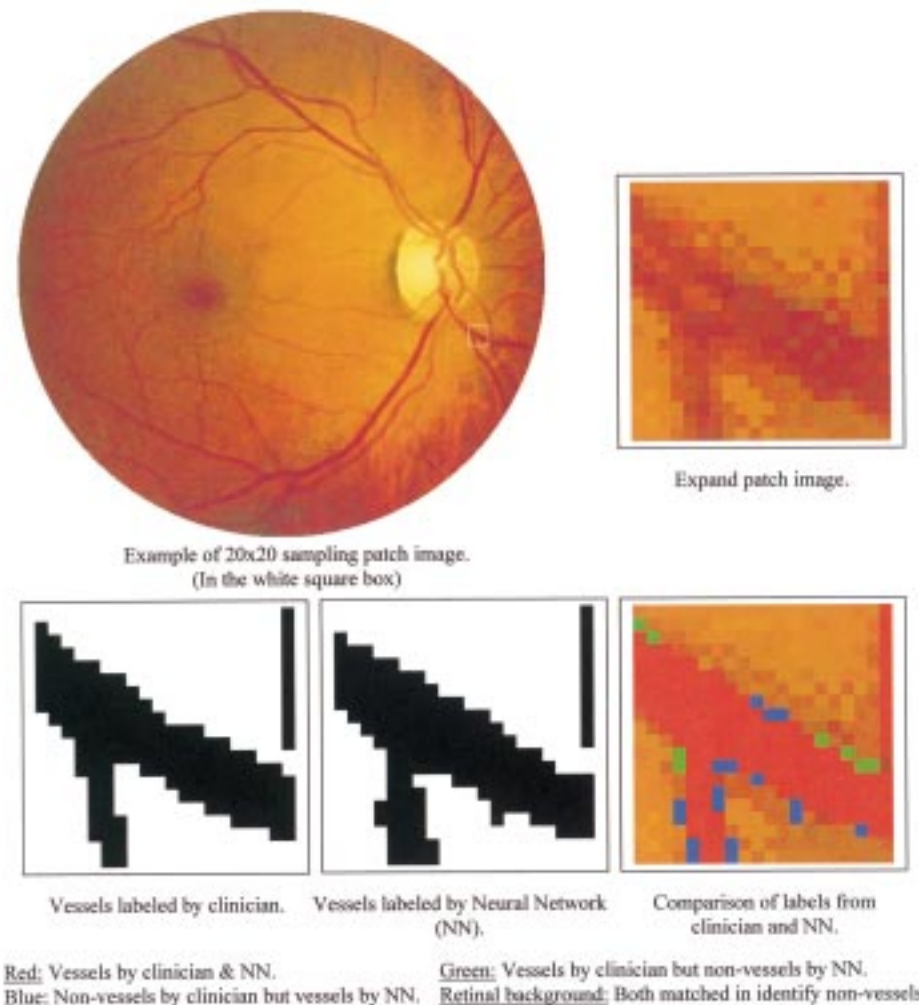 Expand patch image.
Example of 20x20 sampling patch image.
(In the white square box)
Vessels labeled by clinician.
Vessels labeled by Neural Network
(NN).
Comparison of labels from
clinician and NN.
Red: Vessels by clinician & NN.
Green: Vessels by clinician but non-vessels by NN.
Blue: Non-vessels by clinician but vessels by NN.
Retinal background: Both matched in identify non-vessels